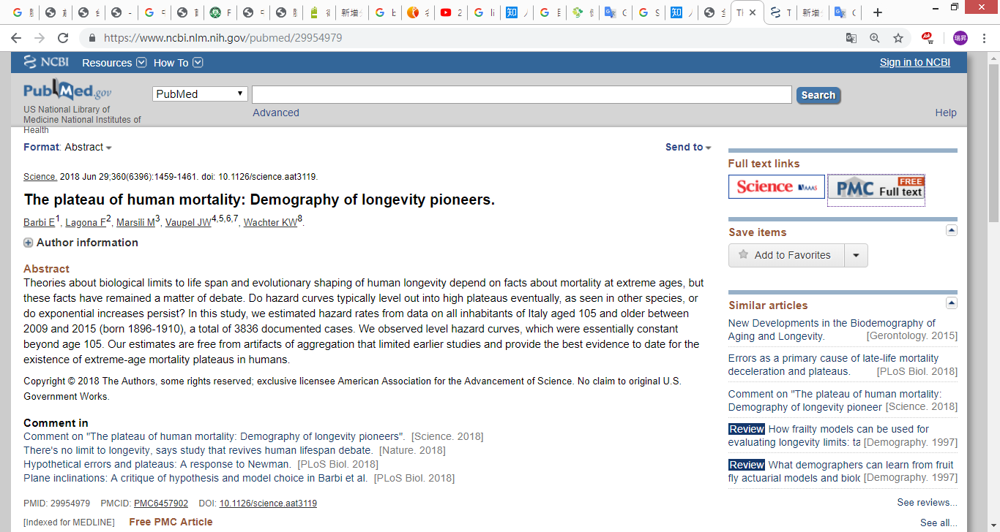 https://www.ncbi.nlm.nih.gov/pubmed/29954979
瑞昇
NCBI Resources How To Sign in to NCBI
PubMed.gov
US National Library of
Medicine National Institutes of
Health
PubMed
Search
Advanced
Help
Format: Abstract
Send to
Science. 2018 Jun 29;360(6396):1459-1461. doi: 10.1126/science.aat3119.
The plateau of human mortality: Demography of longevity pioneers.
Barbi E1, Lagona F2, Marsili M3, Vaupel JW4,5,6,7, Wachter KW8.
Author information
Abstract
Theories about biological limits to life span and evolutionary shaping of human longevity depend on facts about mortality at extreme ages, but
these facts have remained a matter of debate. Do hazard curves typically level out into high plateaus eventually, as seen in other species, or
do exponential increases persist? In this study, we estimated hazard rates from data on all inhabitants of Italy aged 105 and older between
2009 and 2015 (born 1896-1910), a total of 3836 documented cases. We observed level hazard curves, which were essentially constant
beyond age 105. Our estimates are free from artifacts of aggregation that limited earlier studies and provide the best evidence to date for the
existence of extreme-age mortality plateaus in humans.
Copyright © 2018 The Authors, some rights reserved; exclusive licensee American Association for the Advancement of Science. No claim to original U.S.
Government Works.
Comment in
Comment on "The plateau of human mortality: Demography of longevity pioneers". [Science. 2018]
There's no limit to longevity, says study that revives human lifespan debate. [Nature. 2018]
Hypothetical errors and plateaus: A response to Newman. [PLoS Biol. 2018]
Plane inclinations: A critique of hypothesis and model choice in Barbi et al. [PLoS Biol. 2018]
PMID: 29954979 PMCID: PMC6457902 DOI: 10.1126/science.aat3119
[Indexed for MEDLINE] Free PMC Article
Full text links
Science AAAS
PMC FREE Full text
Save items
Add to Favorites
Similar articles
New Developments in the Biodemography of
Aging and Longevity. [Gerontology. 2015]
Errors as a primary cause of late-life mortality
deceleration and plateaus. [PLoS Biol. 2018]
Comment on "The plateau of human mortality:
Demography of longevity pioneer [Science. 2018]
Review How frailty models can be used for
evaluating longevity limits: ta [Demography. 1997]
Review What demographers can learn from fruit
fly actuarial models and biol [Demography. 1997]
See reviews...
See all...